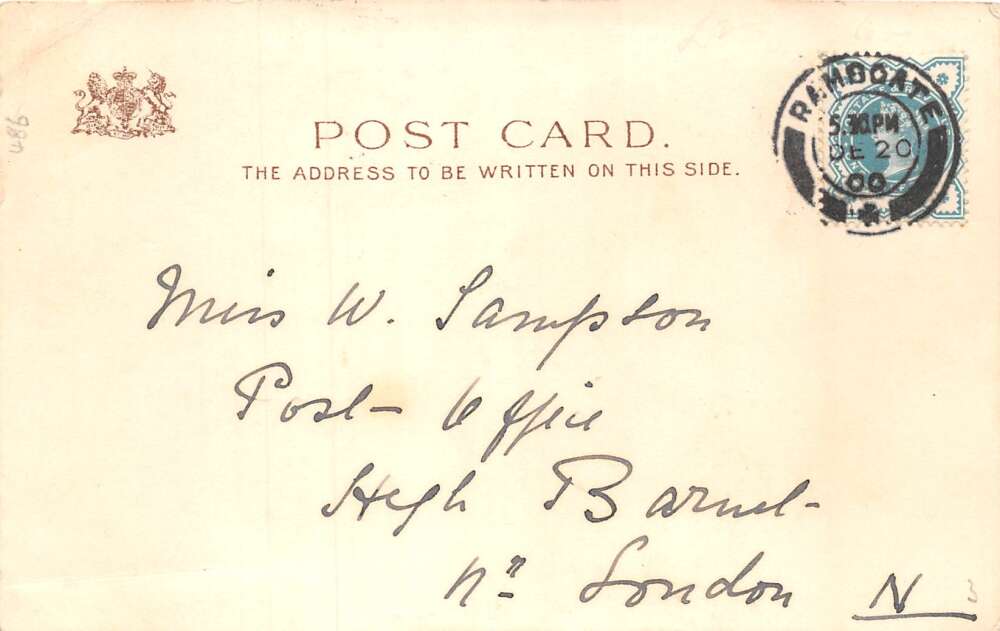 POST CARD.
THE ADDRESS TO BE WRITTEN ON THIS SIDE.
RAMSGATE
5.30PM
DE 20
00
486
Miss W. Sampson
Post Office
High Barnet
Nr London N